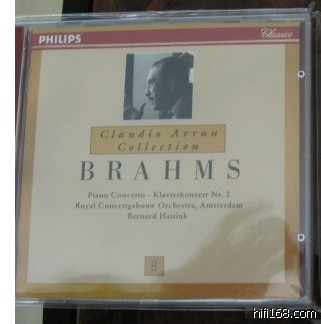 PHILIPS
Classics
Claudio Arrau
Collection
BRAHMS
Piano Concerto · Klavierkonzert Nr. 2
Royal Concertgebouw Orchestra, Amsterdam
Bernard Haitink
8
hifi168.com